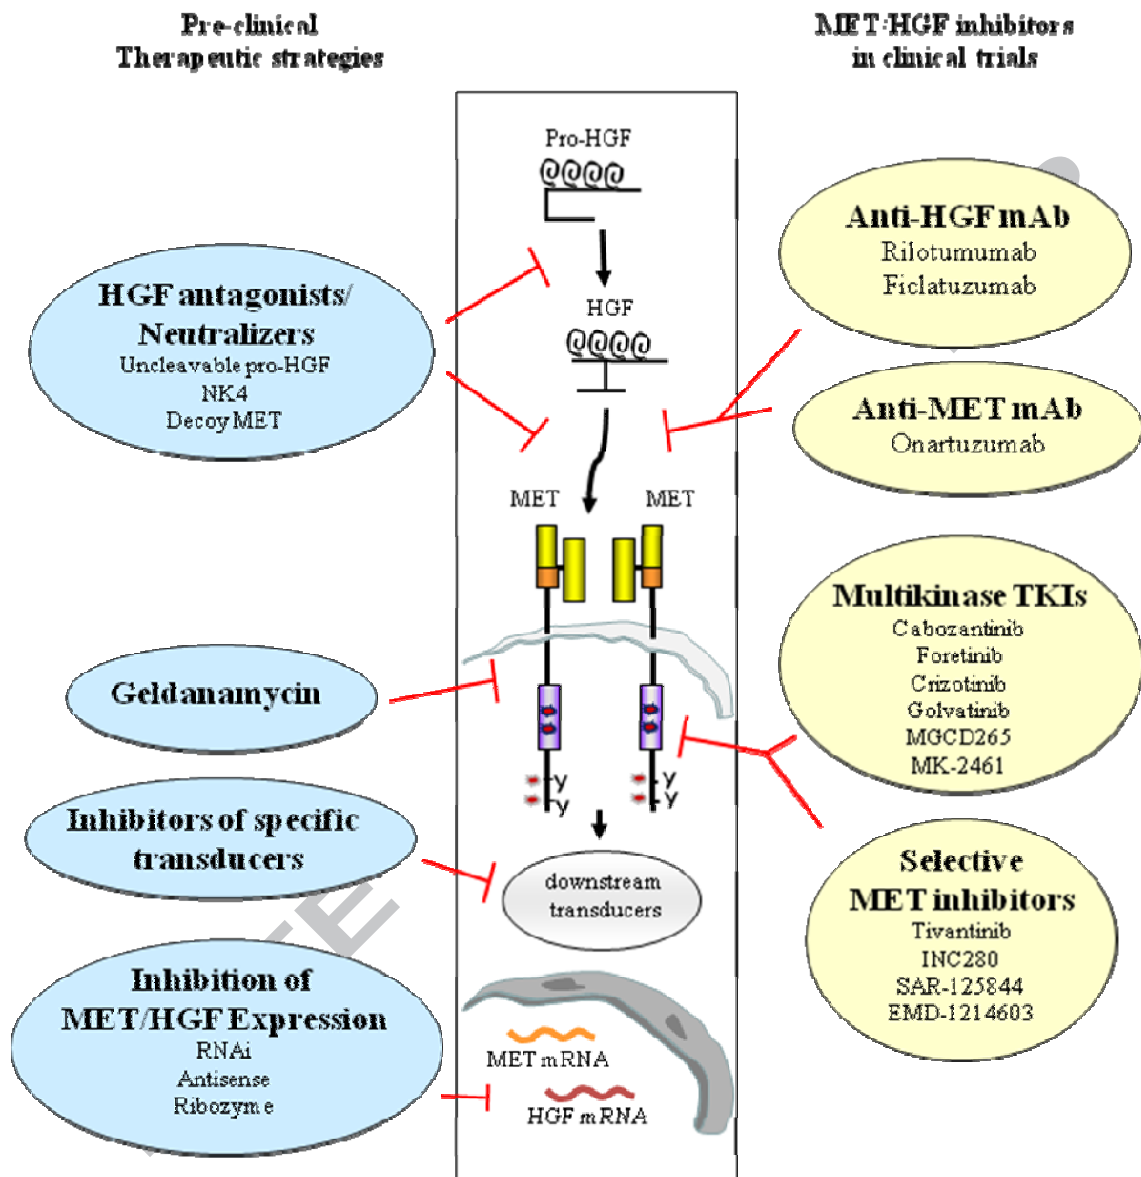 Pre-clinical
Therapeutic strategies
MET/HGF inhibitors
in clinical trials
Pro-HGF
HGF
MET
MET
y
y
y
y
downstream
transducers
MET mRNA
HGF mRNA
HGF antagonists/
Neutralizers
Uncleavable pro-HGF
NK4
Decoy MET
Geldanamycin
Inhibitors of specific
transducers
Inhibition of
MET/HGF Expression
RNAi
Antisense
Ribozyme
Anti-HGF mAb
Rilotumumab
Ficlatuzumab
Anti-MET mAb
Onartuzumab
Multikinase TKIs
Cabozantinib
Foretinib
Crizotinib
Golvatinib
MGCD265
MK-2461
Selective
MET inhibitors
Tivantinib
INC280
SAR-125844
EMD-1214603